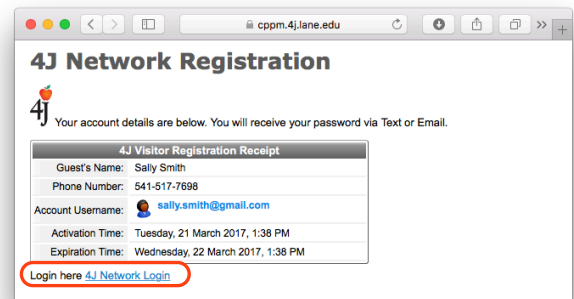 cppm.4j.lane.edu
4J Network Registration
4J Your account details are below. You will receive your password via Text or Email.
4J Visitor Registration Receipt
Guest's Name: Sally Smith
Phone Number: 541-517-7698
Account Username: sally.smith@gmail.com
Activation Time: Tuesday, 21 March 2017, 1:38 PM
Expiration Time: Wednesday, 22 March 2017, 1:38 PM
Login here 4J Network Login